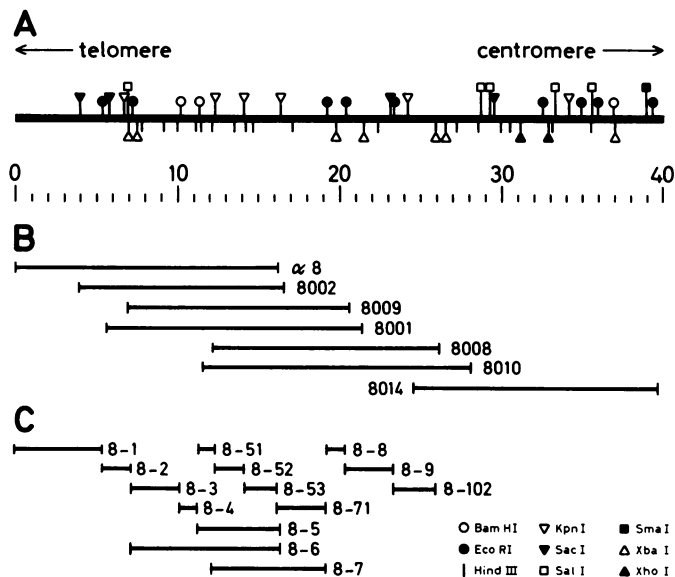 A
telomere
centromere
0 10 20 30 40
B
α 8
8002
8009
8001
8008
8010
8014
C
8-1 8-51 8-8
8-2 8-52 8-9
8-3 8-53 8-102
8-4 8-71
8-5
8-6
8-7
Bam HI Kpn I Sma I
Eco RI Sac I Xba I
Hind III Sal I Xho I